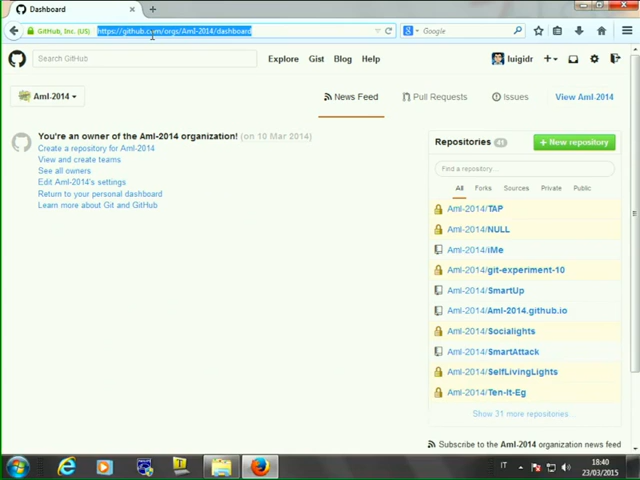 Dashboard
GitHub, Inc. (US)
https://github.com/orgs/AmI-2014/dashboard
Google
Search GitHub
Explore
Gist
Blog
Help
luigidr
AmI-2014
News Feed
Pull Requests
Issues
View AmI-2014
You're an owner of the AmI-2014 organization! (on 10 Mar 2014)
Create a repository for AmI-2014
View and create teams
See all owners
Edit AmI-2014's settings
Return to your personal dashboard
Learn more about Git and GitHub
Repositories 41
New repository
Find a repository...
All Forks Sources Private Public
AmI-2014/TAP
AmI-2014/NULL
AmI-2014/iMe
AmI-2014/git-experiment-10
AmI-2014/SmartUp
AmI-2014/AmI-2014.github.io
AmI-2014/Socialights
AmI-2014/SmartAttack
AmI-2014/SelfLivingLights
AmI-2014/Ten-It-Eg
Show 31 more repositories...
Subscribe to the AmI-2014 organization news feed
IT
18:40
23/03/2015